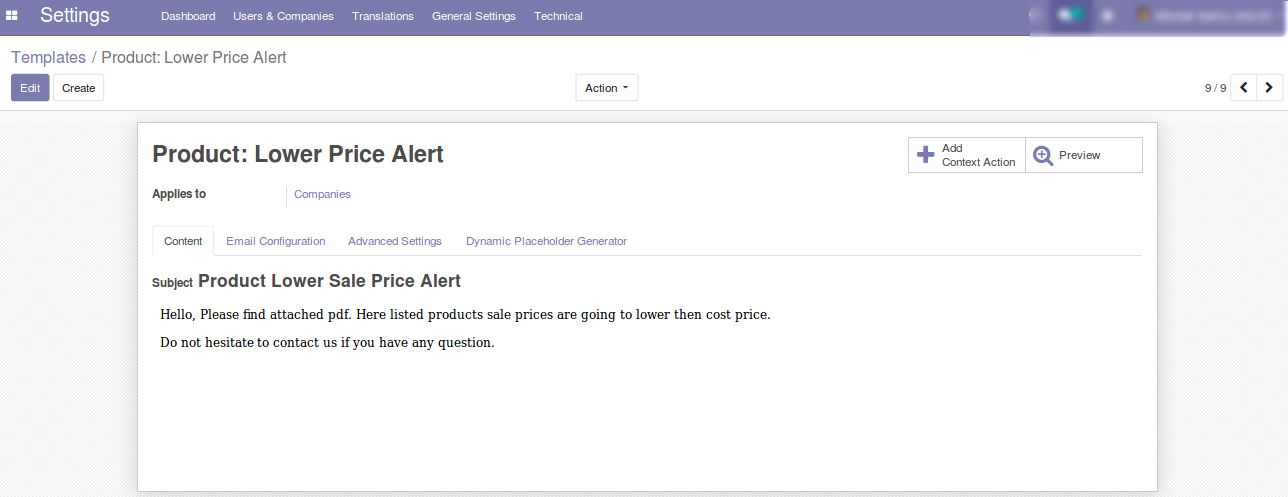 Settings Dashboard Users & Companies Translations General Settings Technical
Templates / Product: Lower Price Alert
Edit Create Action 9 / 9
Product: Lower Price Alert
Add
Context Action
Preview
Applies to Companies
Content Email Configuration Advanced Settings Dynamic Placeholder Generator
Subject Product Lower Sale Price Alert
Hello, Please find attached pdf. Here listed products sale prices are going to lower then cost price.
Do not hesitate to contact us if you have any question.